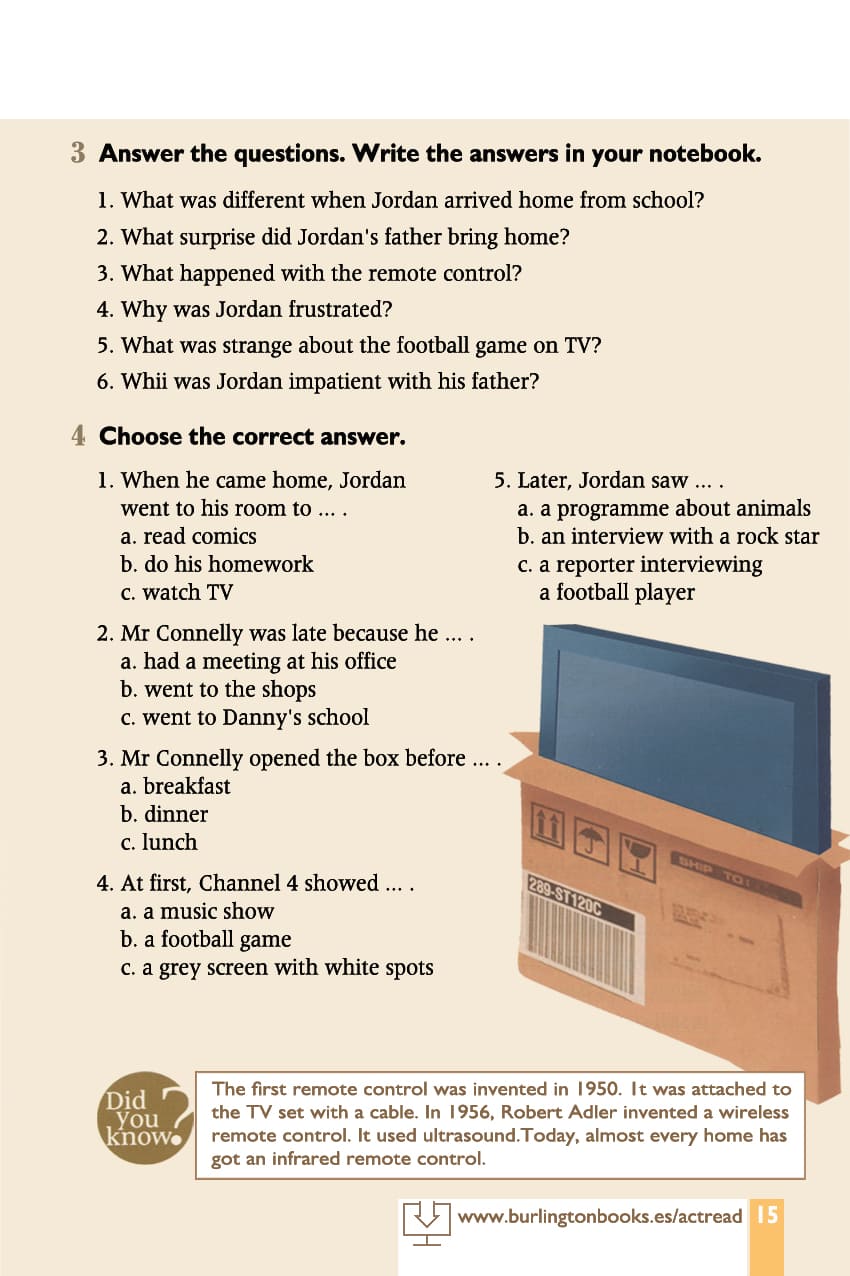 3 Answer the questions. Write the answers in your notebook.
1. What was different when Jordan arrived home from school?
2. What surprise did Jordan's father bring home?
3. What happened with the remote control?
4. Why was Jordan frustrated?
5. What was strange about the football game on TV?
6. Whii was Jordan impatient with his father?
4 Choose the correct answer.
1. When he came home, Jordan
went to his room to ... .
a. read comics
b. do his homework
c. watch TV
2. Mr Connelly was late because he ... .
a. had a meeting at his office
b. went to the shops
c. went to Danny's school
3. Mr Connelly opened the box before ... .
a. breakfast
b. dinner
c. lunch
4. At first, Channel 4 showed ... .
a. a music show
b. a football game
c. a grey screen with white spots
5. Later, Jordan saw ... .
a. a programme about animals
b. an interview with a rock star
c. a reporter interviewing
a football player
SHIP TO:
289-ST120C
Did
you
know?
The first remote control was invented in 1950. It was attached to
the TV set with a cable. In 1956, Robert Adler invented a wireless
remote control. It used ultrasound.Today, almost every home has
got an infrared remote control.
www.burlingtonbooks.es/actread 15